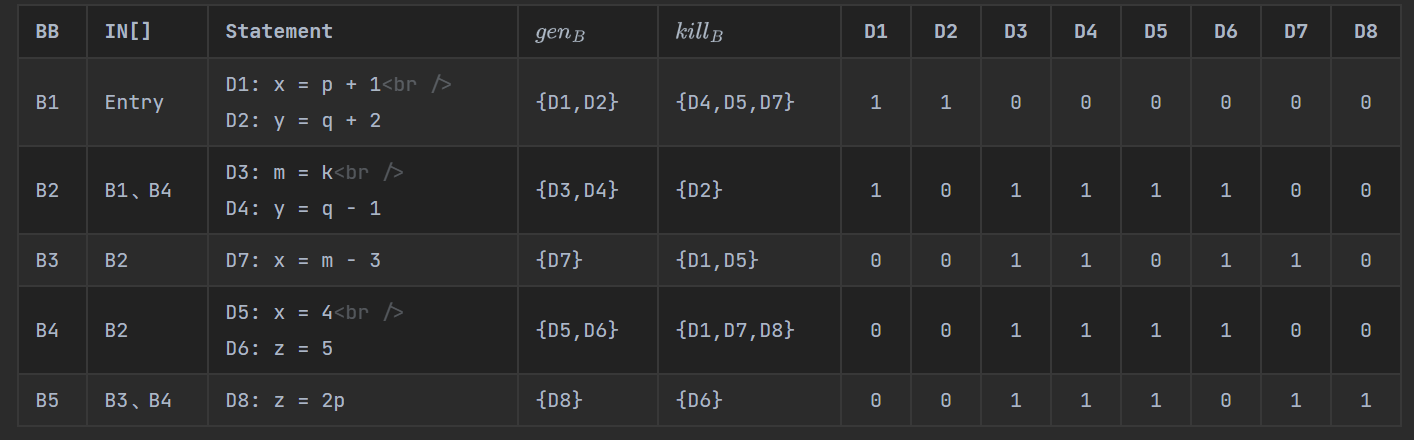 BB IN[] Statement gen_B kill_B D1 D2 D3 D4 D5 D6 D7 D8
D1: x = p + 1<br />
B1 Entry {D1,D2} {D4,D5,D7} 1 1 0 0 0 0 0 0
D2: y = q + 2
D3: m = k<br />
B2 B1、B4 {D3,D4} {D2} 1 0 1 1 1 1 0 0
D4: y = q - 1
B3 B2 D7: x = m - 3 {D7} {D1,D5} 0 0 1 1 0 1 1 0
D5: x = 4<br />
B4 B2 {D5,D6} {D1,D7,D8} 0 0 1 1 1 1 0 0
D6: z = 5
B5 B3、B4 D8: z = 2p {D8} {D6} 0 0 1 1 1 0 1 1